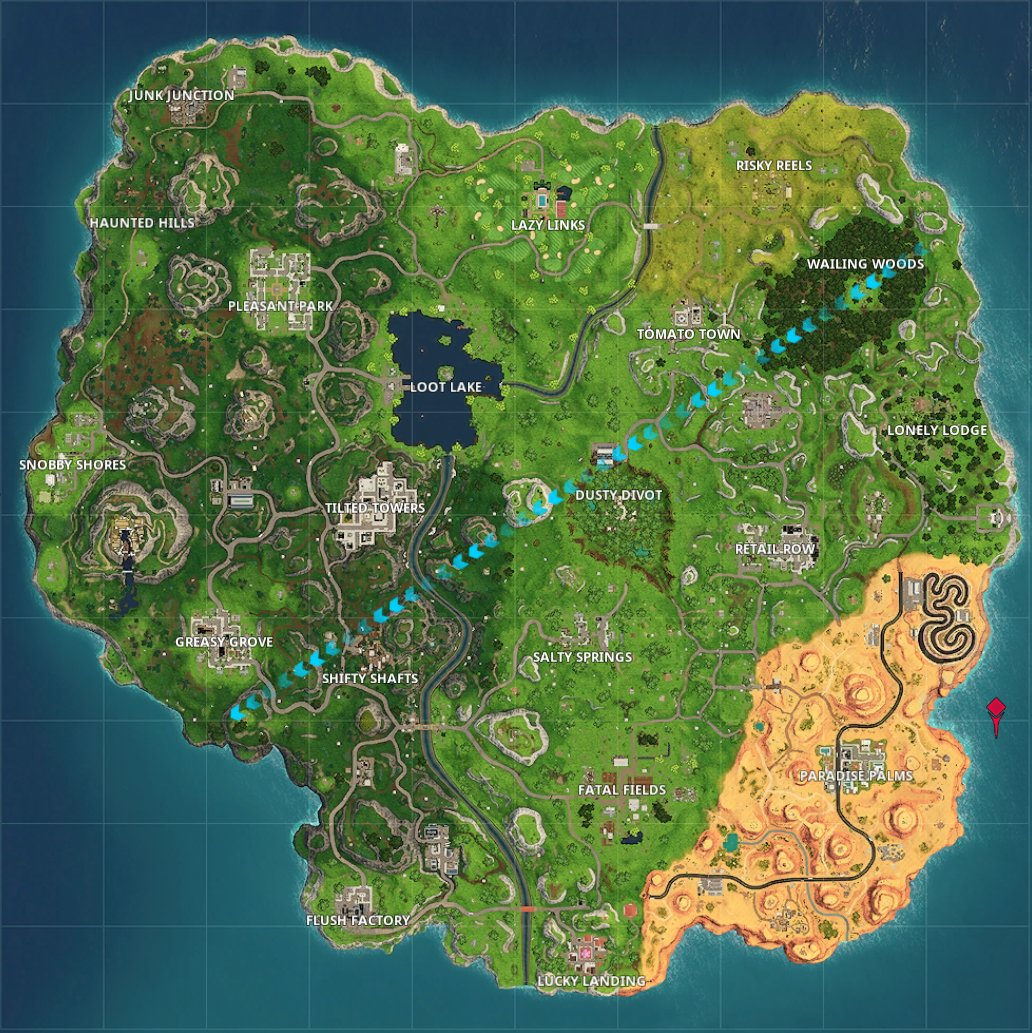 JUNK JUNCTION
RISKY REELS
HAUNTED HILLS
LAZY LINKS
WAILING WOODS
PLEASANT PARK
TOMATO TOWN
LOOT LAKE
LONELY LODGE
SNOBBY SHORES
DUSTY DIVOT
TILTED TOWERS
RETAIL ROW
GREASY GROVE
SALTY SPRINGS
SHIFTY SHAFTS
PARADISE PALMS
FATAL FIELDS
FLUSH FACTORY
LUCKY LANDING